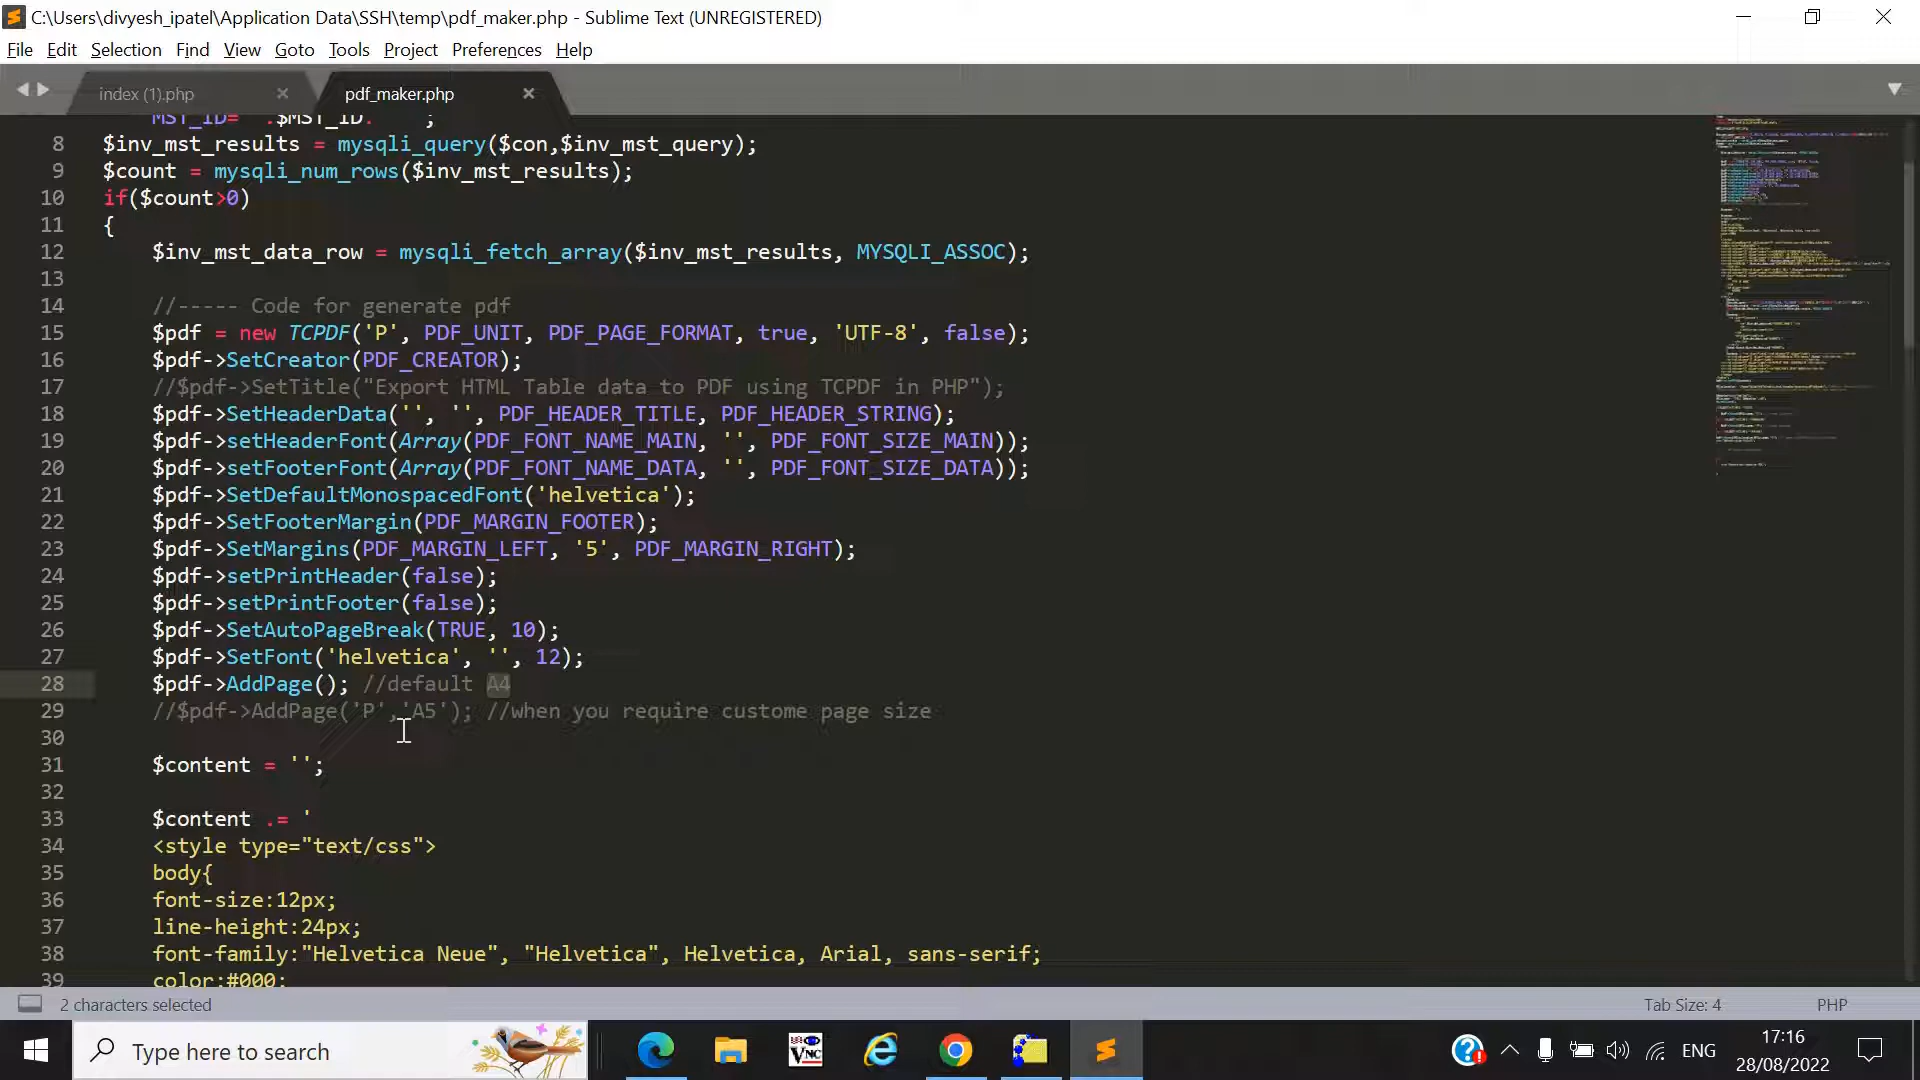 C:\Users\divyesh_ipatel\Application Data\SSH\temp\pdf_maker.php - Sublime Text (UNREGISTERED)
File Edit Selection Find View Goto Tools Project Preferences Help
index (1).php
pdf_maker.php
MST_ID= .$MST_ID. ;
8 $inv_mst_results = mysqli_query($con,$inv_mst_query);
9 $count = mysqli_num_rows($inv_mst_results);
10 if($count>0)
11 {
12 $inv_mst_data_row = mysqli_fetch_array($inv_mst_results, MYSQLI_ASSOC);
13
14 //----- Code for generate pdf
15 $pdf = new TCPDF('P', PDF_UNIT, PDF_PAGE_FORMAT, true, 'UTF-8', false);
16 $pdf->SetCreator(PDF_CREATOR);
17 //$pdf->SetTitle("Export HTML Table data to PDF using TCPDF in PHP");
18 $pdf->SetHeaderData('', '', PDF_HEADER_TITLE, PDF_HEADER_STRING);
19 $pdf->setHeaderFont(Array(PDF_FONT_NAME_MAIN, '', PDF_FONT_SIZE_MAIN));
20 $pdf->setFooterFont(Array(PDF_FONT_NAME_DATA, '', PDF_FONT_SIZE_DATA));
21 $pdf->SetDefaultMonospacedFont('helvetica');
22 $pdf->SetFooterMargin(PDF_MARGIN_FOOTER);
23 $pdf->SetMargins(PDF_MARGIN_LEFT, '5', PDF_MARGIN_RIGHT);
24 $pdf->setPrintHeader(false);
25 $pdf->setPrintFooter(false);
26 $pdf->SetAutoPageBreak(TRUE, 10);
27 $pdf->SetFont('helvetica', '', 12);
28 $pdf->AddPage(); //default A4
29 //$pdf->AddPage('P','A5'); //when you require custome page size
30
31 $content = '';
32
33 $content .= '
34 <style type="text/css">
35 body{
36 font-size:12px;
37 line-height:24px;
38 font-family:"Helvetica Neue", "Helvetica", Helvetica, Arial, sans-serif;
39 color:#000;
2 characters selected
Tab Size: 4
PHP
Type here to search
ENG
17:16
28/08/2022